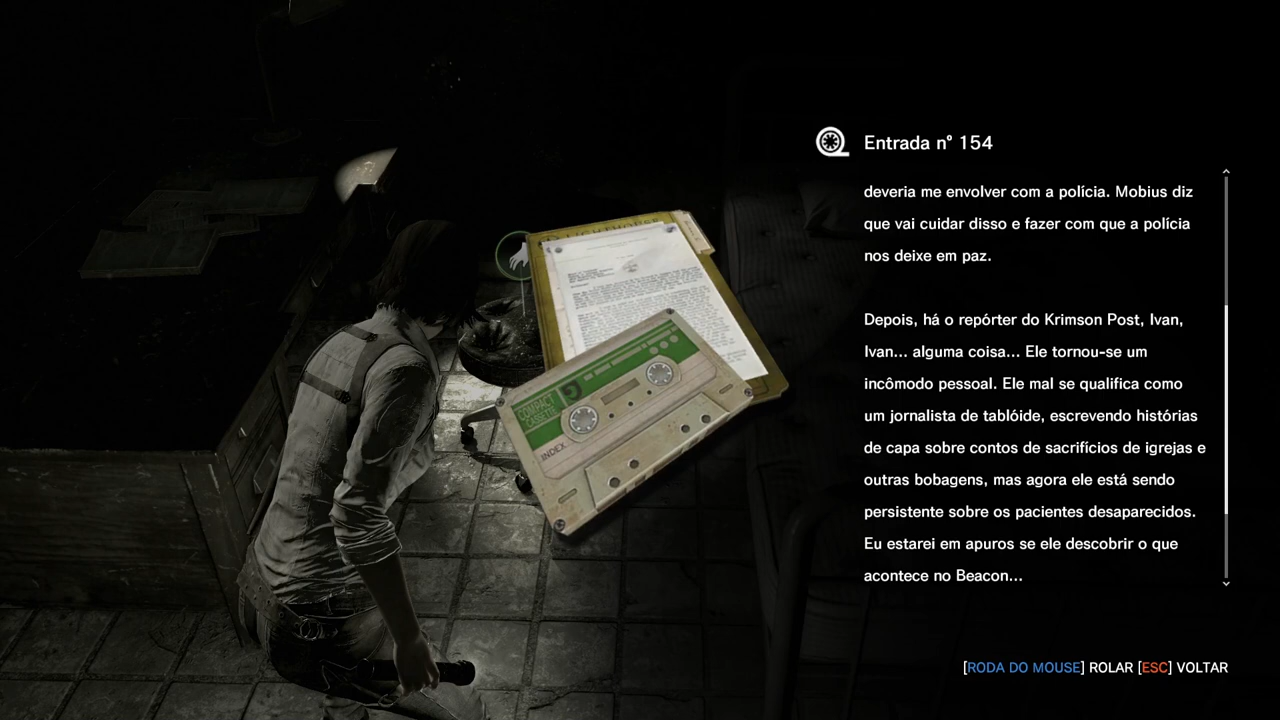 Entrada nº 154
deveria me envolver com a polícia. Mobius diz
que vai cuidar disso e fazer com que a polícia
nos deixe em paz.
Depois, há o repórter do Krimson Post, Ivan,
Ivan... alguma coisa... Ele tornou-se um
incômodo pessoal. Ele mal se qualifica como
um jornalista de tablóide, escrevendo histórias
de capa sobre contos de sacrifícios de igrejas e
outras bobagens, mas agora ele está sendo
persistente sobre os pacientes desaparecidos.
Eu estarei em apuros se ele descobrir o que
acontece no Beacon...
COMPACT
CASSETTE
INDEX
[RODA DO MOUSE] ROLAR [ESC] VOLTAR